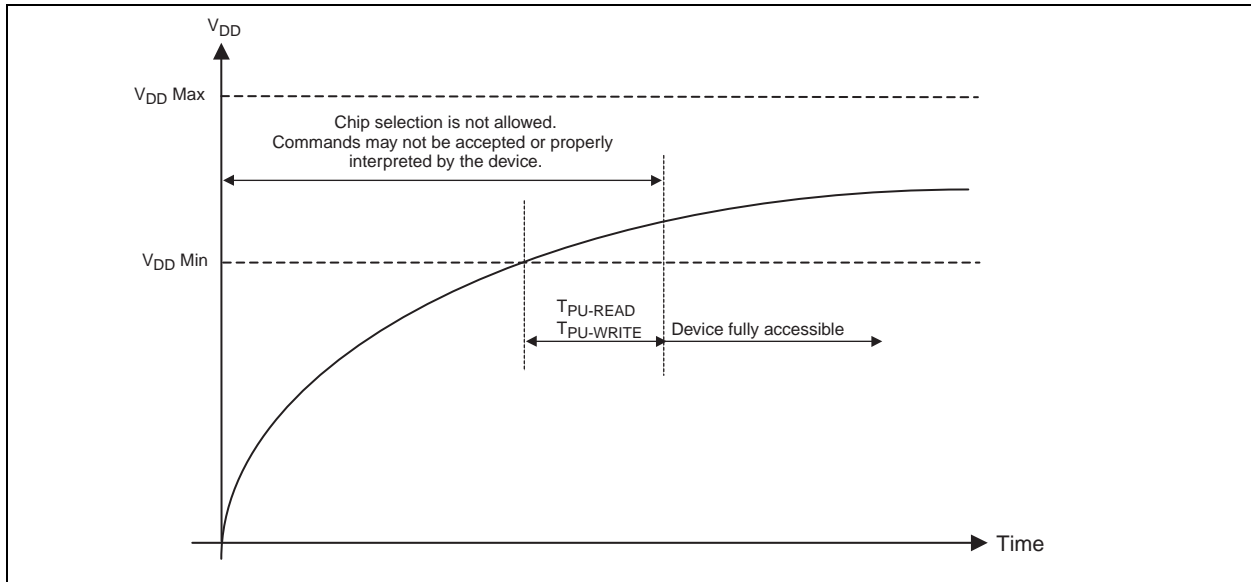 VDD
VDD Max
Chip selection is not allowed.
Commands may not be accepted or properly
interpreted by the device.
VDD Min
TPU-READ
TPU-WRITE
Device fully accessible
Time